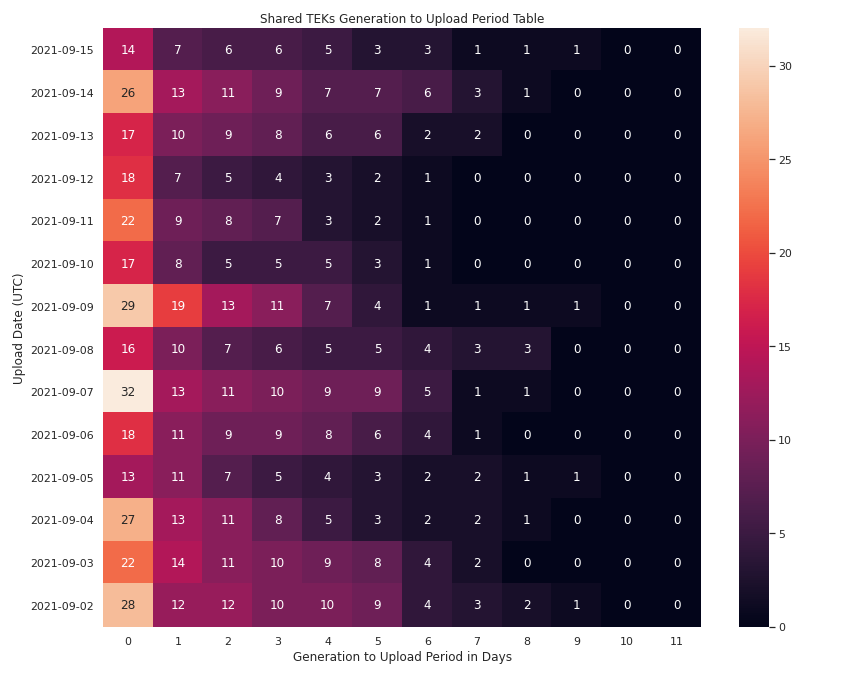 Shared TEKs Generation to Upload Period Table
Upload Date (UTC)
2021-09-15 14 7 6 6 5 3 3 1 1 1 0 0
2021-09-14 26 13 11 9 7 7 6 3 1 0 0 0
2021-09-13 17 10 9 8 6 6 2 2 0 0 0 0
2021-09-12 18 7 5 4 3 2 1 0 0 0 0 0
2021-09-11 22 9 8 7 3 2 1 0 0 0 0 0
2021-09-10 17 8 5 5 5 3 1 0 0 0 0 0
2021-09-09 29 19 13 11 7 4 1 1 1 1 0 0
2021-09-08 16 10 7 6 5 5 4 3 3 0 0 0
2021-09-07 32 13 11 10 9 9 5 1 1 0 0 0
2021-09-06 18 11 9 9 8 6 4 1 0 0 0 0
2021-09-05 13 11 7 5 4 3 2 2 1 1 0 0
2021-09-04 27 13 11 8 5 3 2 2 1 0 0 0
2021-09-03 22 14 11 10 9 8 4 2 0 0 0 0
2021-09-02 28 12 12 10 10 9 4 3 2 1 0 0
0 1 2 3 4 5 6 7 8 9 10 11
Generation to Upload Period in Days
30
25
20
15
10
5
0